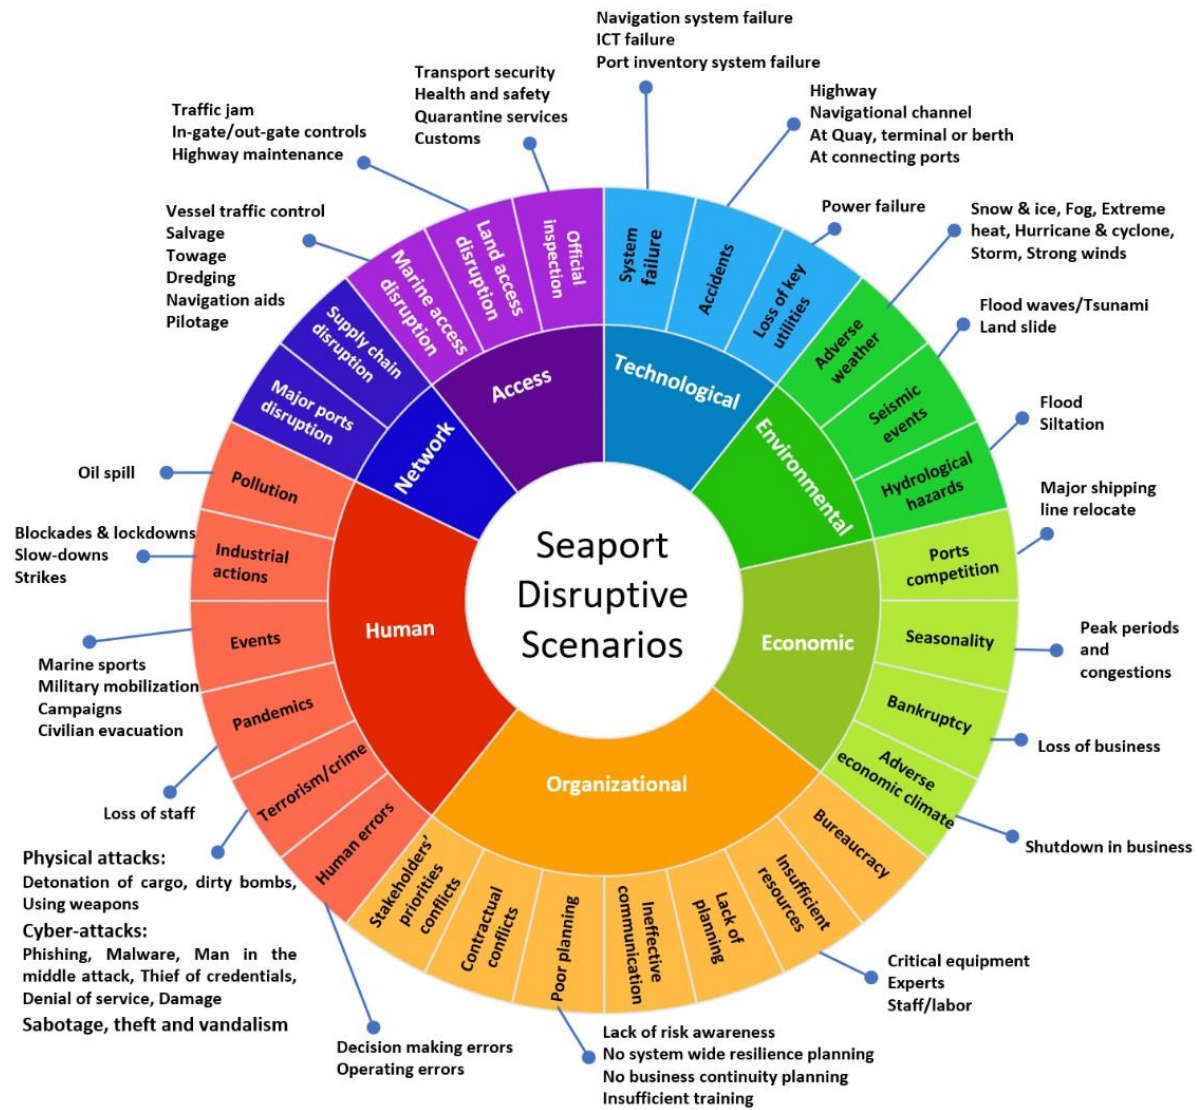 Navigation system failure
ICT failure
Port inventory system failure
Transport security
Health and safety
Quarantine services
Customs
Highway
Navigational channel
At Quay, terminal or berth
At connecting ports
Traffic jam
In-gate/out-gate controls
Highway maintenance
Vessel traffic control
Salvage
Towage
Dredging
Navigation aids
Pilotage
Power failure
Snow & ice, Fog, Extreme
heat, Hurricane & cyclone,
Storm, Strong winds
Flood waves/Tsunami
Land slide
Flood
Siltation
Major shipping
line relocate
Peak periods
and
congestions
Loss of business
Shutdown in business
Critical equipment
Experts
Staff/labor
Lack of risk awareness
No system wide resilience planning
No business continuity planning
Insufficient training
Decision making errors
Operating errors
Physical attacks:
Detonation of cargo, dirty bombs,
Using weapons
Cyber-attacks:
Phishing, Malware, Man in the
middle attack, Thief of credentials,
Denial of service, Damage
Sabotage, theft and vandalism
Loss of staff
Marine sports
Military mobilization
Campaigns
Civilian evacuation
Blockades & lockdowns
Slow-downs
Strikes
Oil spill
System
failure
Accidents
Loss of key
utilities
Adverse
weather
Seismic
events
Hydrological
hazards
Ports
competition
Seasonality
Bankruptcy
Adverse
economic climate
Bureaucracy
Insufficient
resources
Lack of
planning
Ineffective
communication
Poor planning
Contractual
conflicts
Stakeholders'
priorities
conflicts
Human errors
Terrorism/crime
Pandemics
Events
Industrial
actions
Pollution
Major ports
disruption
Supply chain
disruption
Marine access
disruption
Land access
disruption
Official
inspection
Technological
Environmental
Economic
Organizational
Human
Network
Access
Seaport
Disruptive
Scenarios